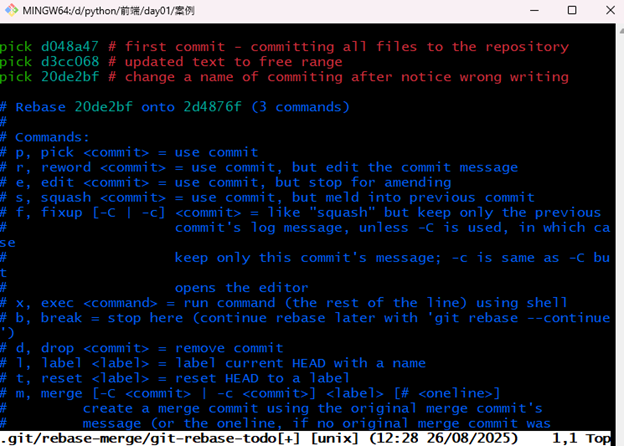 MINGW64:/d/python/前端/day01/案例
pick d048a47 # first commit - committing all files to the repository
pick d3cc068 # updated text to free range
pick 20de2bf # change a name of commiting after notice wrong writing
# Rebase 20de2bf onto 2d4876f (3 commands)
#
# Commands:
# p, pick <commit> = use commit
# r, reword <commit> = use commit, but edit the commit message
# e, edit <commit> = use commit, but stop for amending
# s, squash <commit> = use commit, but meld into previous commit
# f, fixup [-C | -c] <commit> = like "squash" but keep only the previous
#                    commit's log message, unless -C is used, in which ca
se
#                    keep only this commit's message; -c is same as -C bu
t
#                    opens the editor
# x, exec <command> = run command (the rest of the line) using shell
# b, break = stop here (continue rebase later with 'git rebase --continue
')
# d, drop <commit> = remove commit
# l, label <label> = label current HEAD with a name
# t, reset <label> = reset HEAD to a label
# m, merge [-C <commit> | -c <commit>] <label> [# <oneline>]
#         create a merge commit using the original merge commit's
#         message (or the oneline, if no original merge commit was
.git/rebase-merge/git-rebase-todo[+] [unix] (12:28 26/08/2025) 1,1 Top